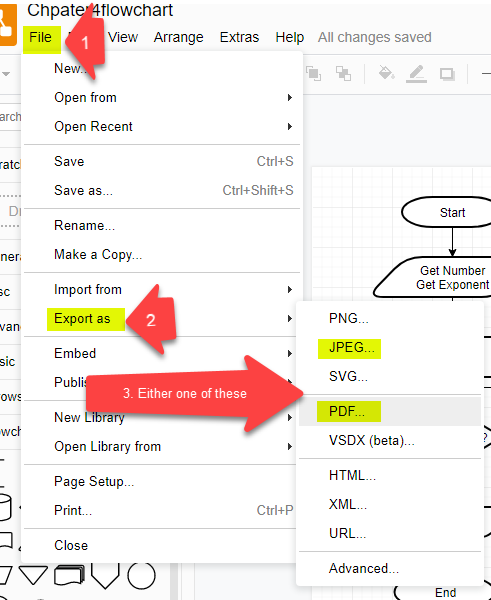 Chpater4flowchart
File
View
Arrange
Extras
Help
All changes saved
1
New...
Open from
Open Recent
Save Ctrl+S
Save as... Ctrl+Shift+S
Rename...
Make a Copy...
Import from
Export as
2
Embed
3. Either one of these
New Library
Open Library from
Page Setup...
Print... Ctrl+P
Close
PNG...
JPEG...
SVG...
PDF...
VSDX (beta)...
HTML...
XML...
URL...
Advanced...
Start
Get Number
Get Exponent
?
End